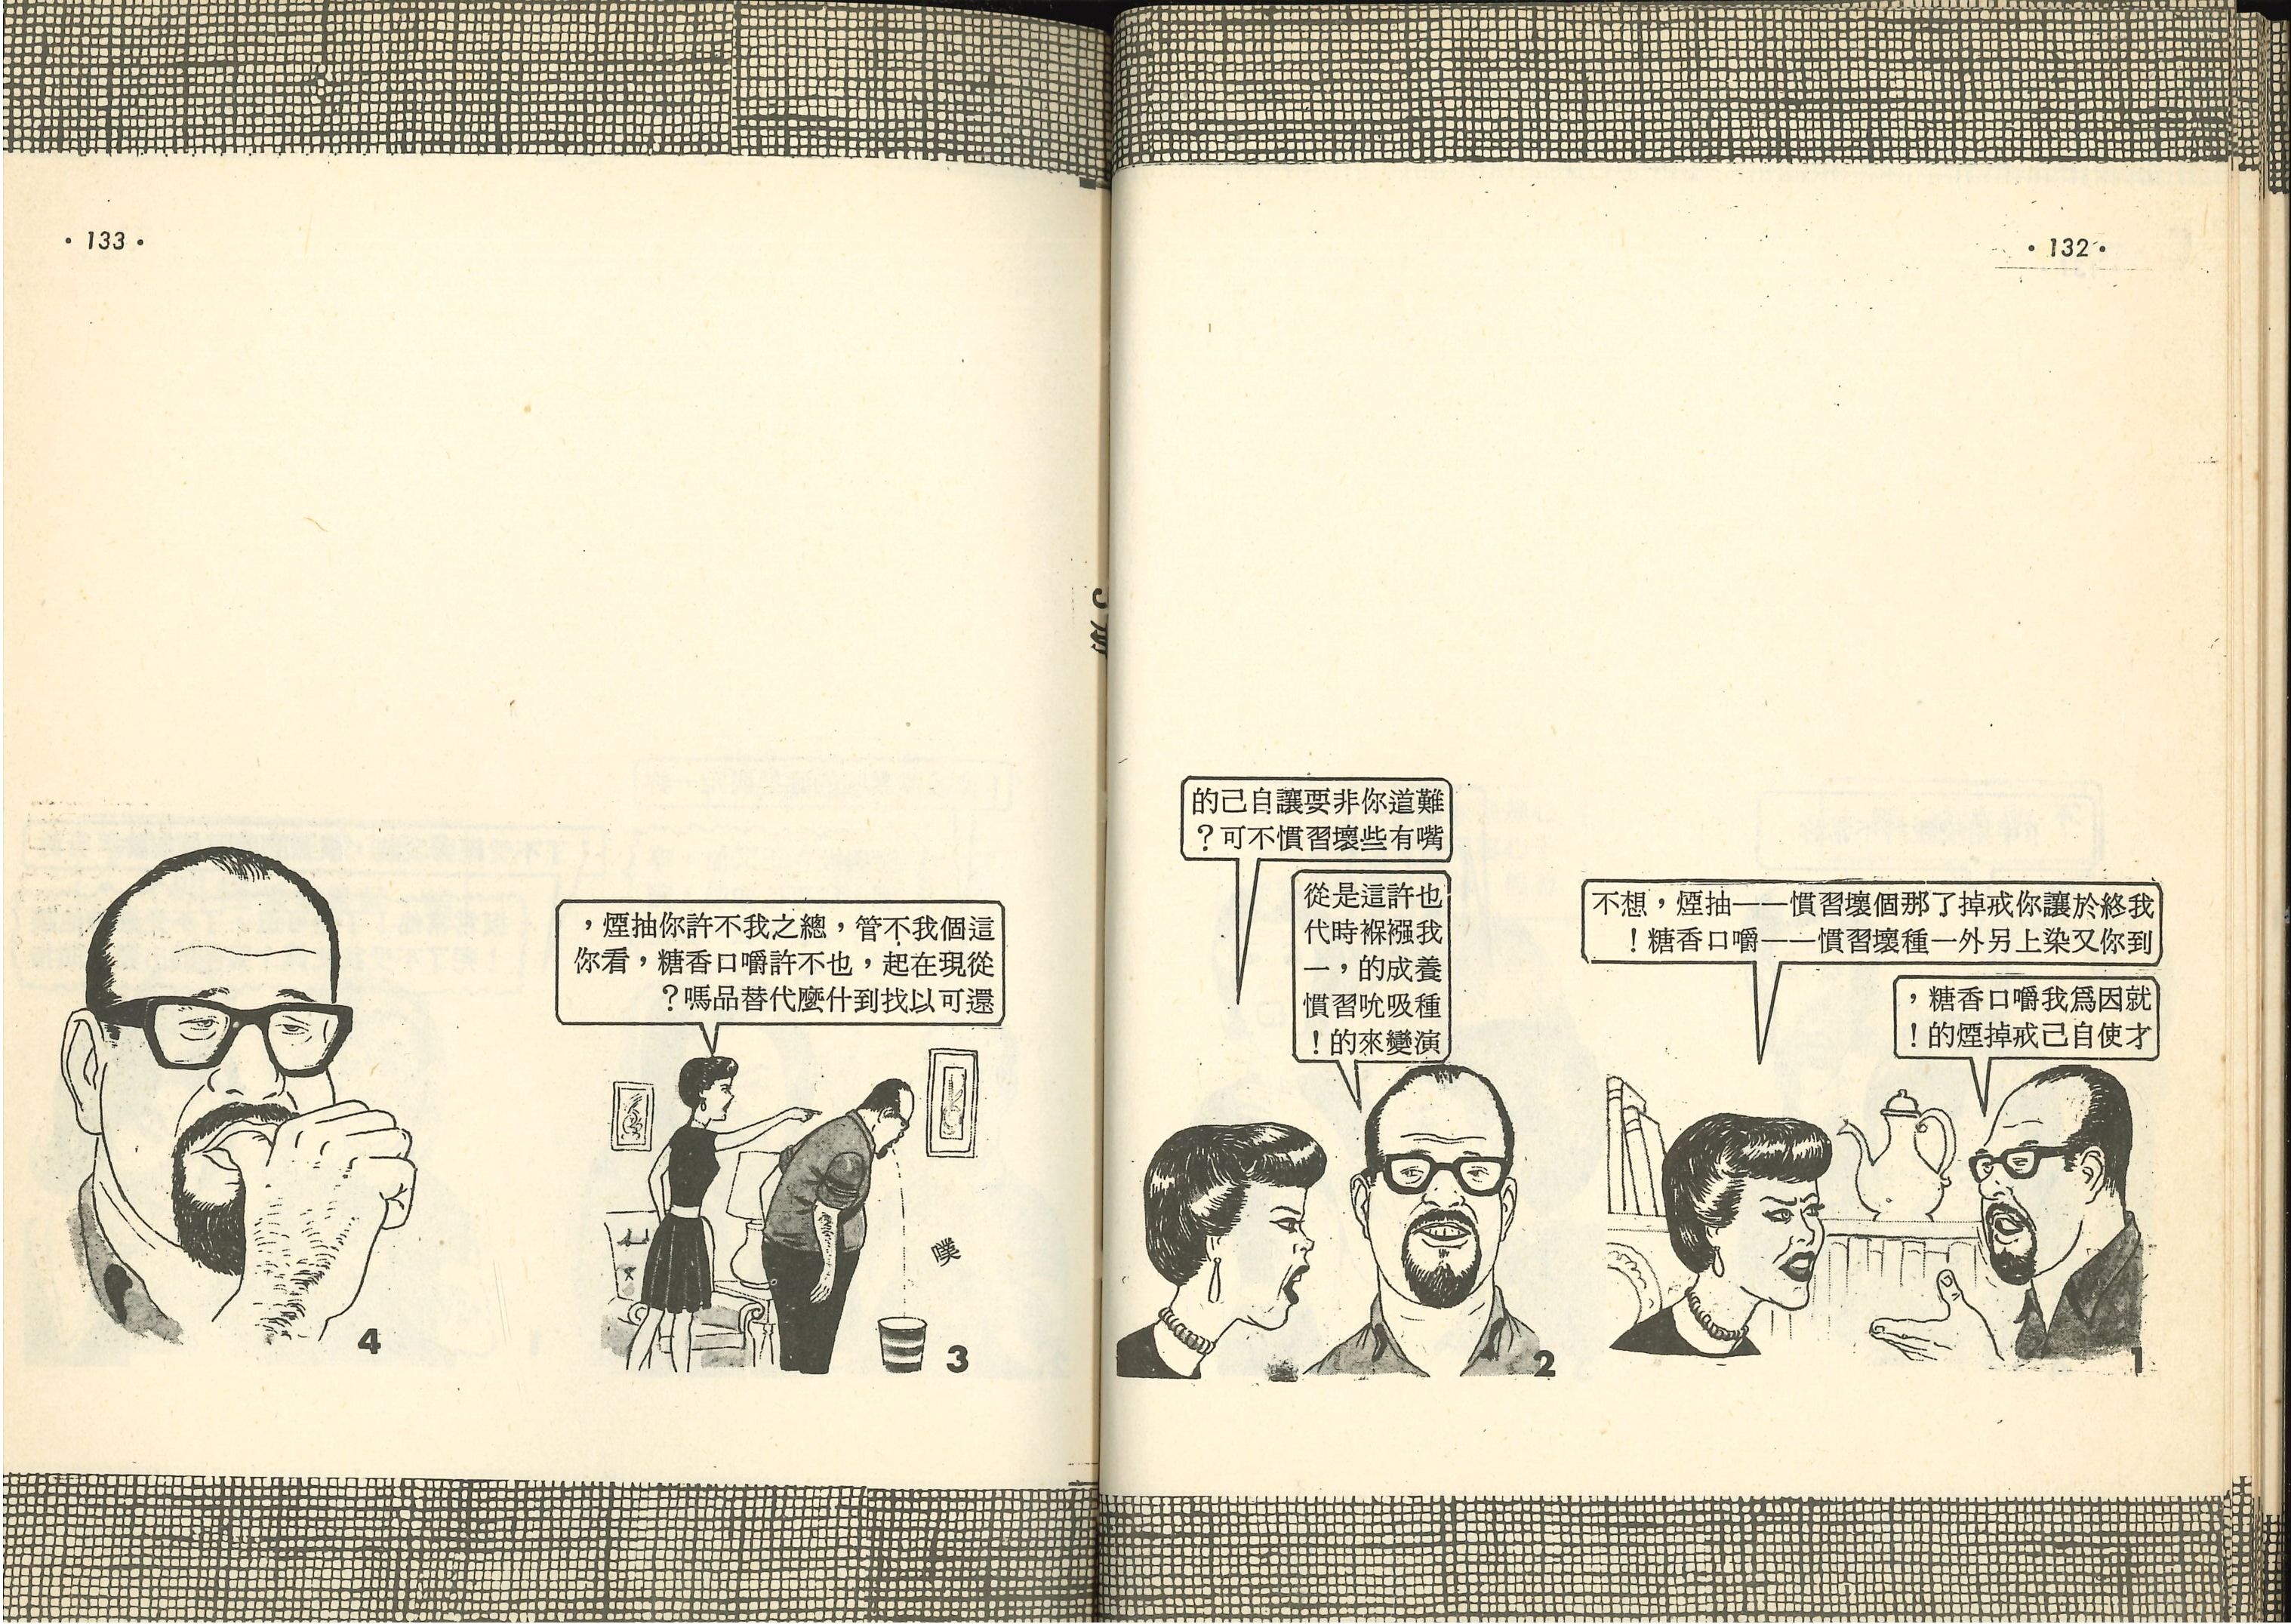 ·132·
我終於讓你戒掉了那個壞習慣——抽煙，想不
到你又染上另外一種壞習慣——嚼口香糖！
就因爲我嚼口香糖，
才使自己戒掉煙的！
1
難道你非要讓自己的
嘴有些壞習慣不可？
也許這是從
我襁褓時代
養成的，一
種吸吮習慣
演變來的！
2
·133·
這個我不管，總之我不許你抽煙，
從現在起，也不許嚼口香糖，看你
還可以找到什麼代替品嗎？
噗
3
4